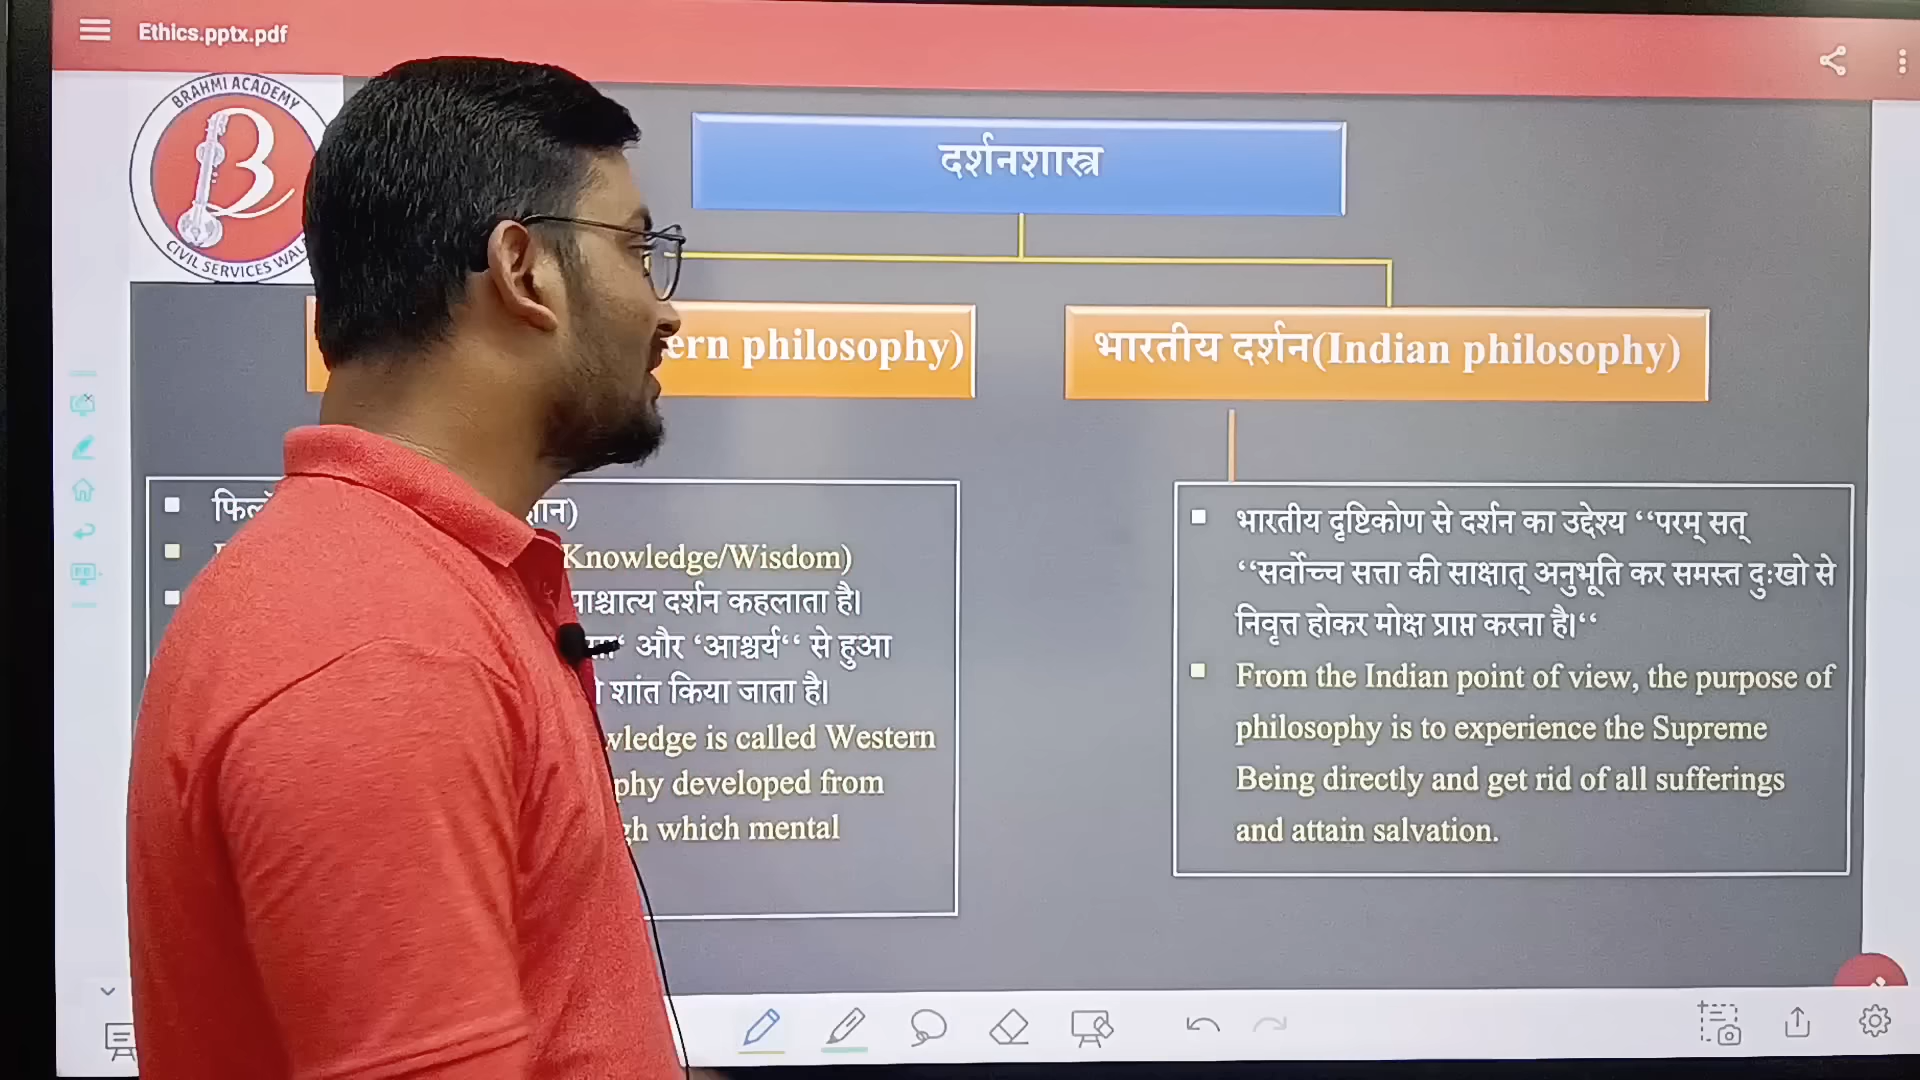 Ethics.pptx.pdf
BRAHMI ACADEMY
CIVIL SERVICES
दर्शनशास्त्र
philosophy)
भारतीय दर्शन(Indian philosophy)
Knowledge/Wisdom)
पाश्चात्य दर्शन कहलाता है।
और ‘आश्चर्य‘‘ से हुआ
शांत किया जाता है।
is called Western
developed from
which mental
भारतीय दृष्टिकोण से दर्शन का उद्देश्य ‘‘परम् सत्
‘‘सर्वोच्च सत्ता की साक्षात् अनुभूति कर समस्त दुःखो से
निवृत्त होकर मोक्ष प्राप्त करना है।‘‘
From the Indian point of view, the purpose of
philosophy is to experience the Supreme
Being directly and get rid of all sufferings
and attain salvation.